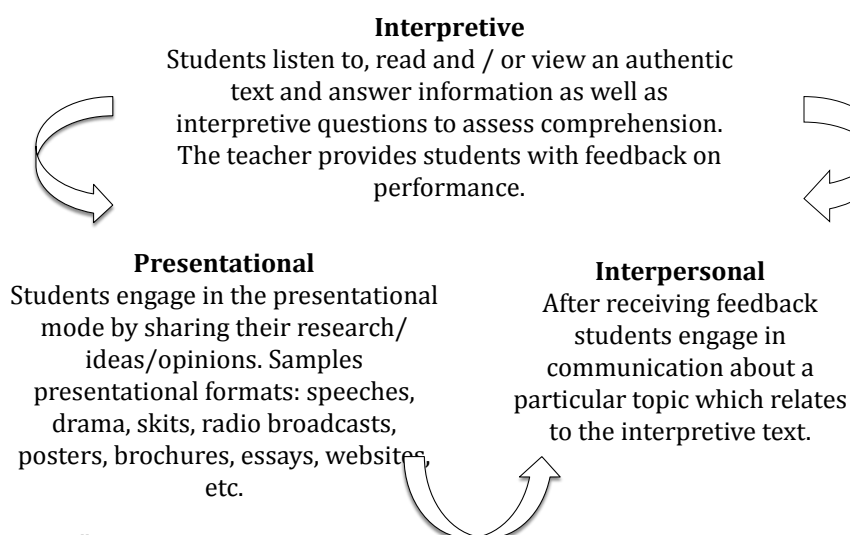 Interpretive
Students listen to, read and / or view an authentic
text and answer information as well as
interpretive questions to assess comprehension.
The teacher provides students with feedback on
performance.
Presentational
Students engage in the presentational
mode by sharing their research/
ideas/opinions. Samples
presentational formats: speeches,
drama, skits, radio broadcasts,
posters, brochures, essays, websites,
etc.
Interpersonal
After receiving feedback
students engage in
communication about a
particular topic which relates
to the interpretive text.